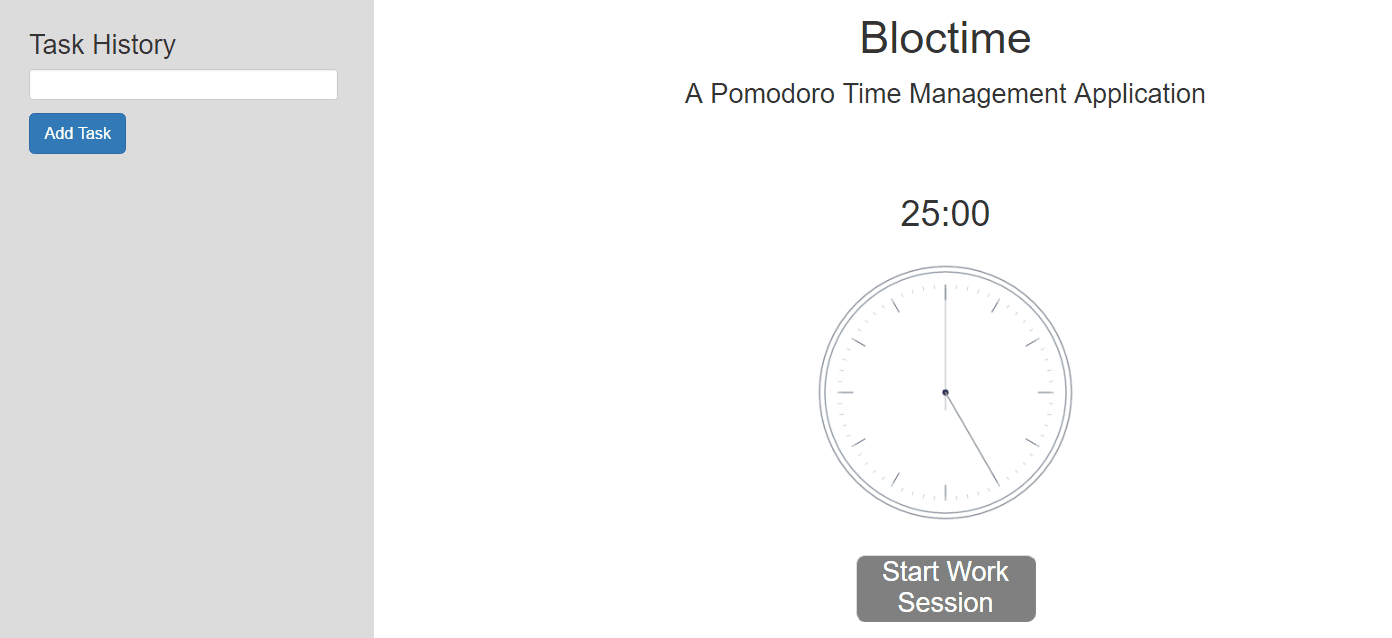 Task History
Add Task
Bloctime
A Pomodoro Time Management Application
25:00
Start Work
Session